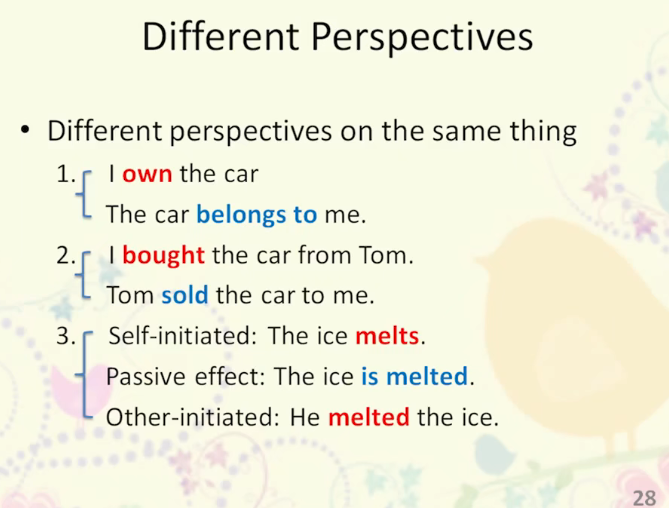 Different Perspectives
• Different perspectives on the same thing
1. I own the car
The car belongs to me.
2. I bought the car from Tom.
Tom sold the car to me.
3. Self-initiated: The ice melts.
Passive effect: The ice is melted.
Other-initiated: He melted the ice.
28